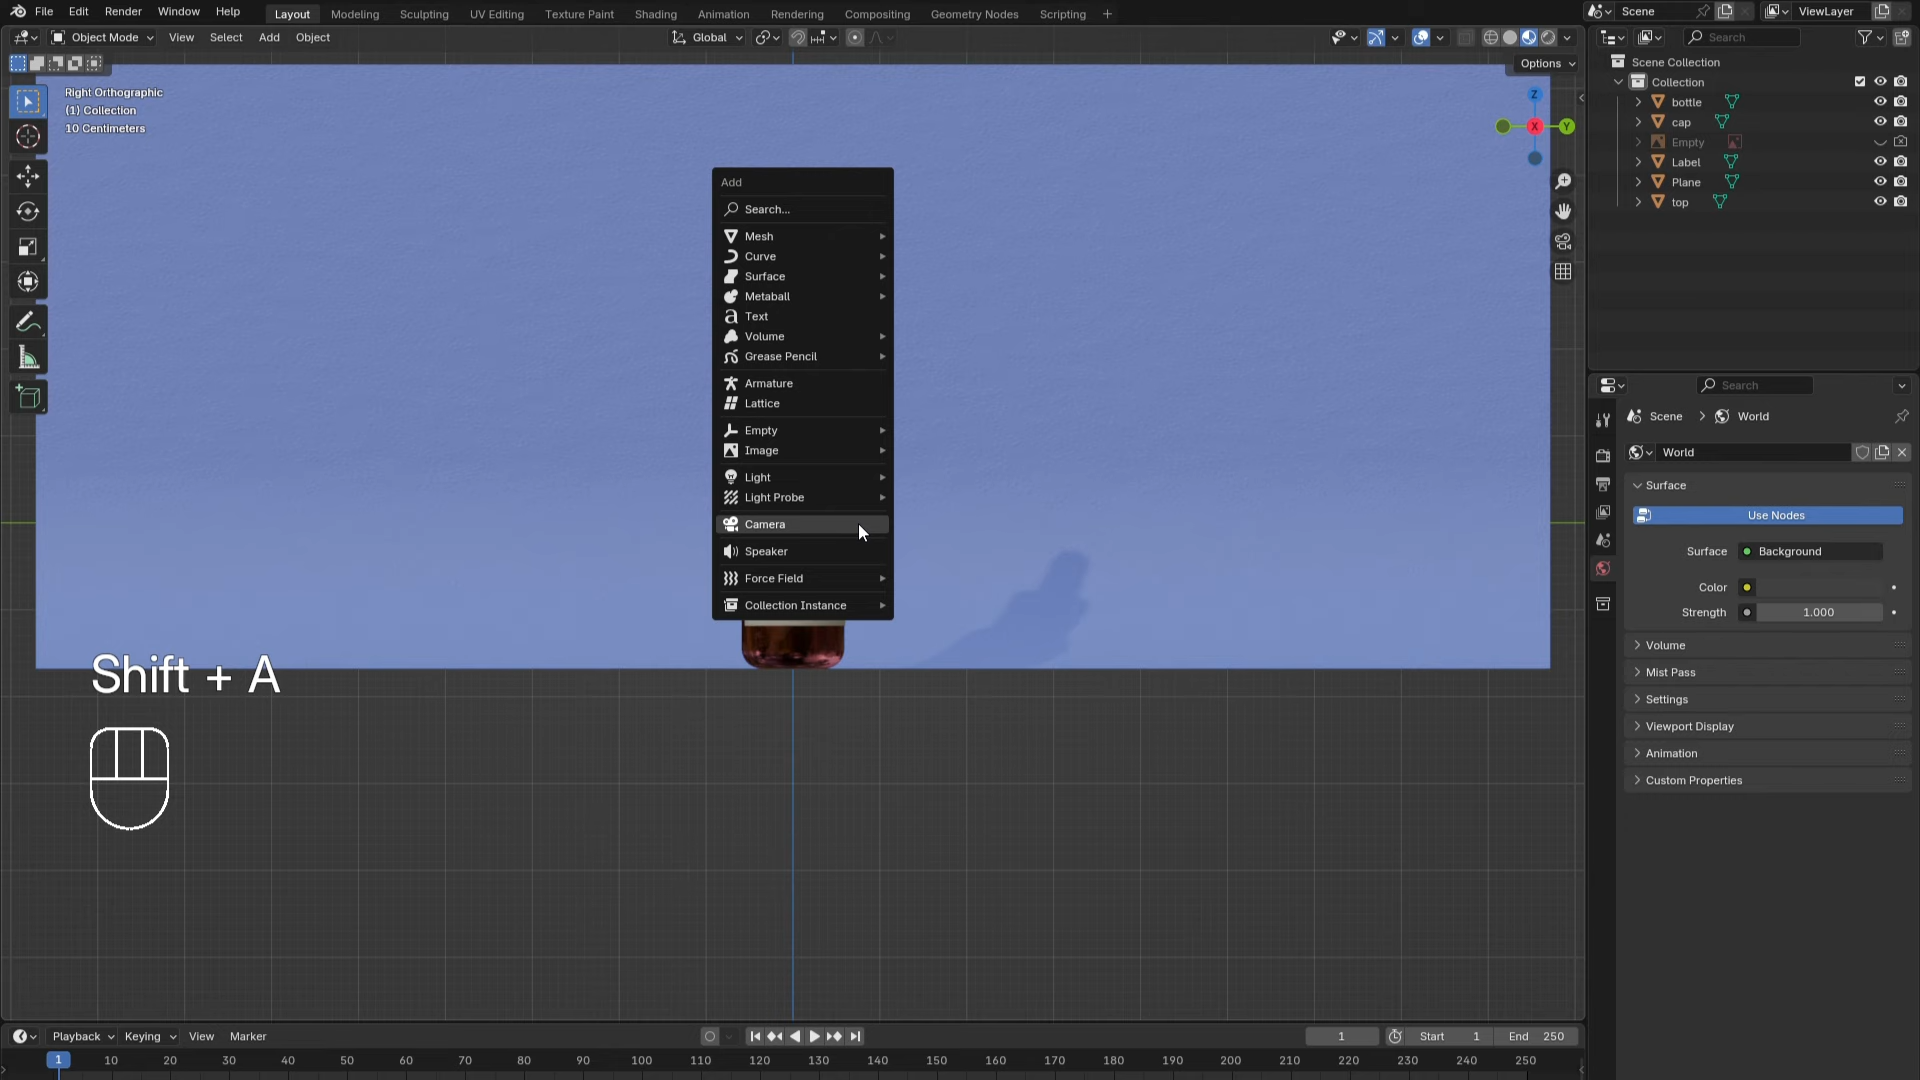 File Edit Render Window Help
Layout Modeling Sculpting UV Editing Texture Paint Shading Animation Rendering Compositing Geometry Nodes Scripting +
Scene
ViewLayer
Object Mode View Select Add Object
Global
Search
Options
Right Orthographic
(1) Collection
10 Centimeters
Z
X
Y
Scene Collection
Collection
bottle
cap
Empty
Label
Plane
top
Add
Search...
Mesh
Curve
Surface
Metaball
Text
Volume
Grease Pencil
Armature
Lattice
Empty
Image
Light
Light Probe
Camera
Speaker
Force Field
Collection Instance
Shift + A
Search
Scene > World
World
Surface
Use Nodes
Surface Background
Color
Strength 1.000
Volume
Mist Pass
Settings
Viewport Display
Animation
Custom Properties
Playback Keying View Marker
1
Start 1 End 250
1 10 20 30 40 50 60 70 80 90 100 110 120 130 140 150 160 170 180 190 200 210 220 230 240 250